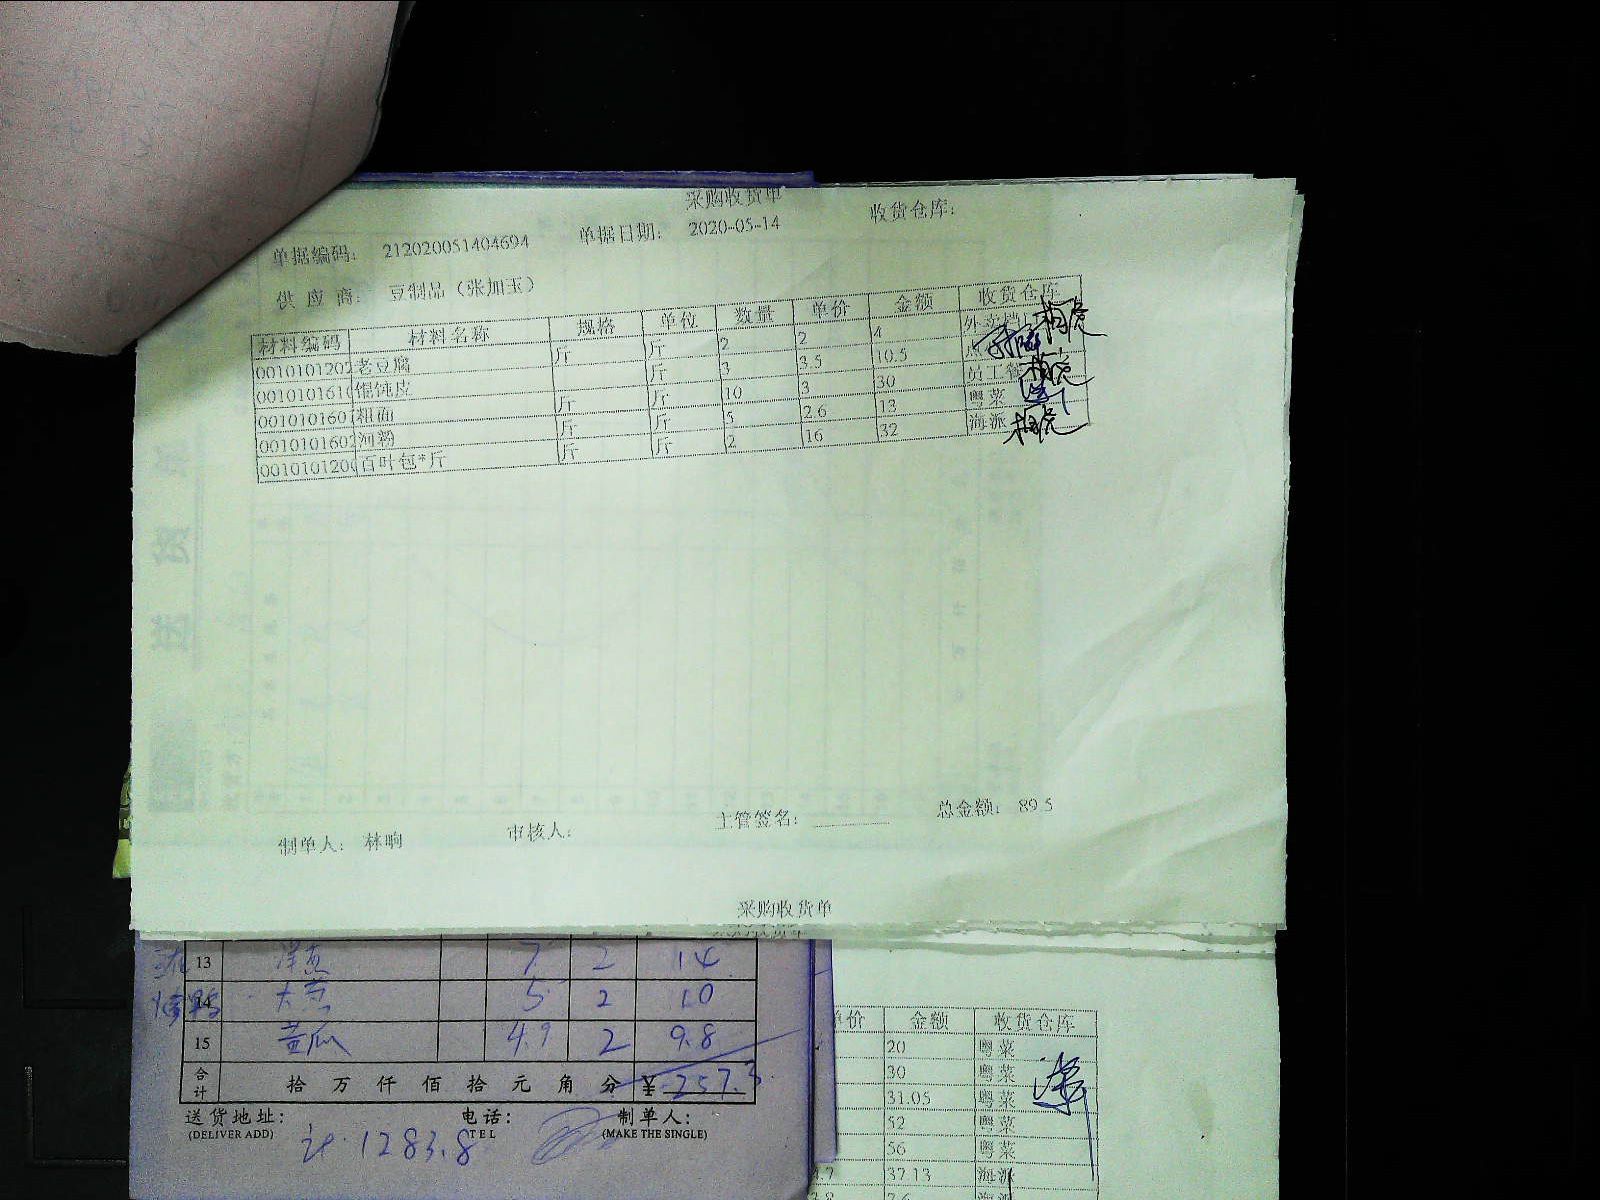 采购收货单
单据编码： 212020051404694 单据日期： 2020-05-14 收货仓库：
供 应 商： 豆制品（张加玉）
材料编码 材料名称 规格 单位 数量 单价 金额 收货仓库
0010101202 老豆腐 斤 斤 2 2 4 外卖档
0010101610 馄饨皮 斤 3 3.5 10.5
0010101601 粗面 斤 斤 10 3 30 员工餐
0010101602 河粉 斤 斤 5 2.6 13 粤菜
0010101200 百叶包*斤 斤 斤 2 16 32 海派
制单人： 林响 审核人： 主管签名： 总金额： 89.5
采购收货单
13 洋葱 7 2 14
14 大葱 5 2 10
15 黄瓜 4.9 2 9.8
合计 拾 万 仟 佰 拾 元 角 分 ¥ 257.3
送货地址： 电话： 制单人：
(DELIVER ADD) TEL (MAKE THE SINGLE)
计 1283.8
单价 金额 收货仓库
20 粤菜
30 粤菜
31.05 粤菜
52 粤菜
56 粤菜
37.13 海派
7.6 海派